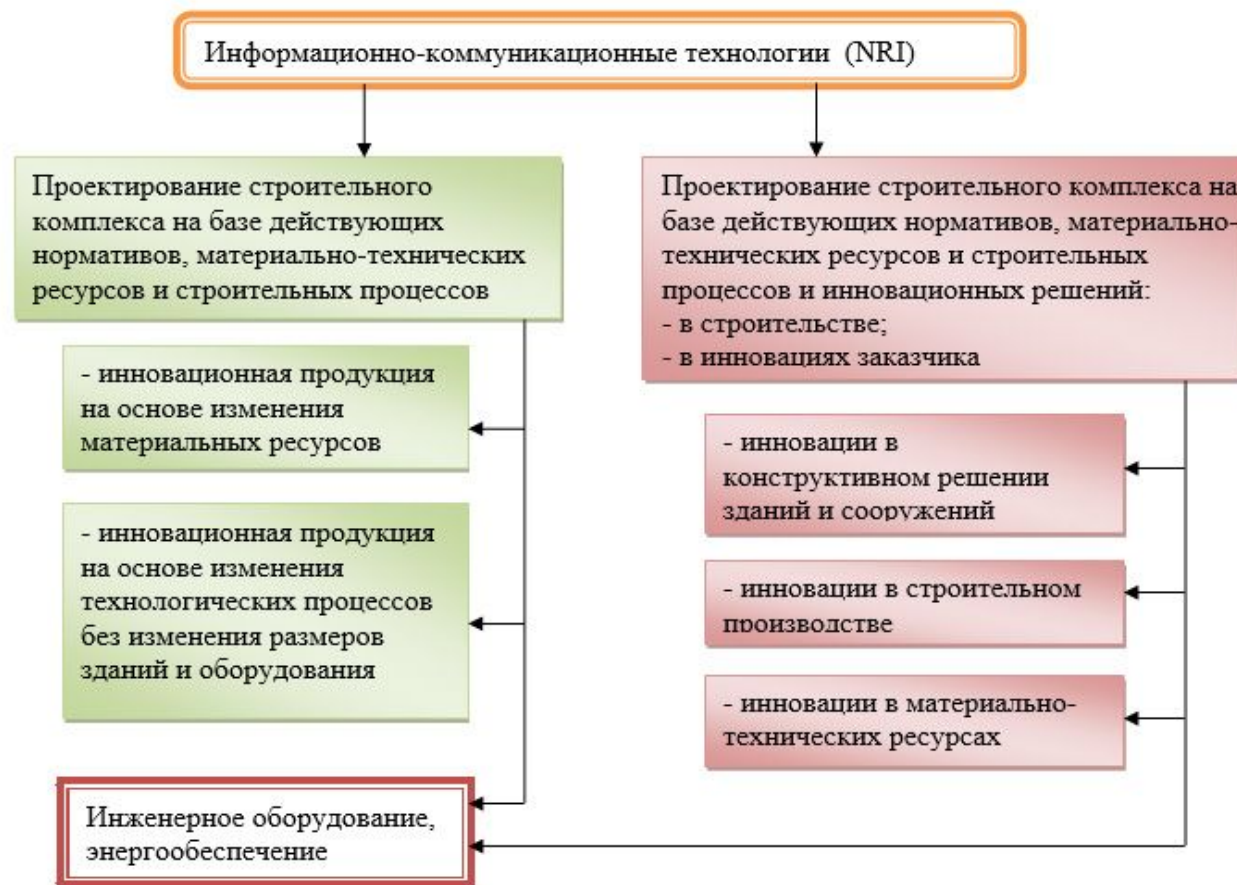 Информационно-коммуникационные технологии (NRI)
Проектирование строительного
комплекса на базе действующих
нормативов, материально-технических
ресурсов и строительных процессов
- инновационная продукция
на основе изменения
материальных ресурсов
- инновационная продукция
на основе изменения
технологических процессов
без изменения размеров
зданий и оборудования
Проектирование строительного комплекса на
базе действующих нормативов, материально-
технических ресурсов и строительных
процессов и инновационных решений:
- в строительстве;
- в инновациях заказчика
- инновации в
конструктивном решении
зданий и сооружений
- инновации в строительном
производстве
- инновации в материально-
технических ресурсах
Инженерное оборудование,
энергообеспечение